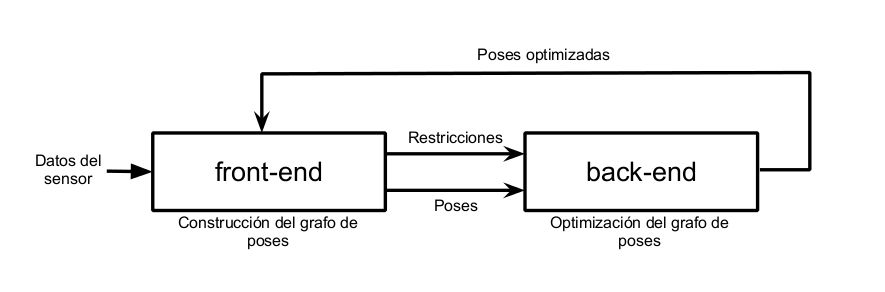 Poses optimizadas
Datos del
sensor
front-end
Construcción del grafo de
poses
Restricciones
Poses
back-end
Optimización del grafo de
poses